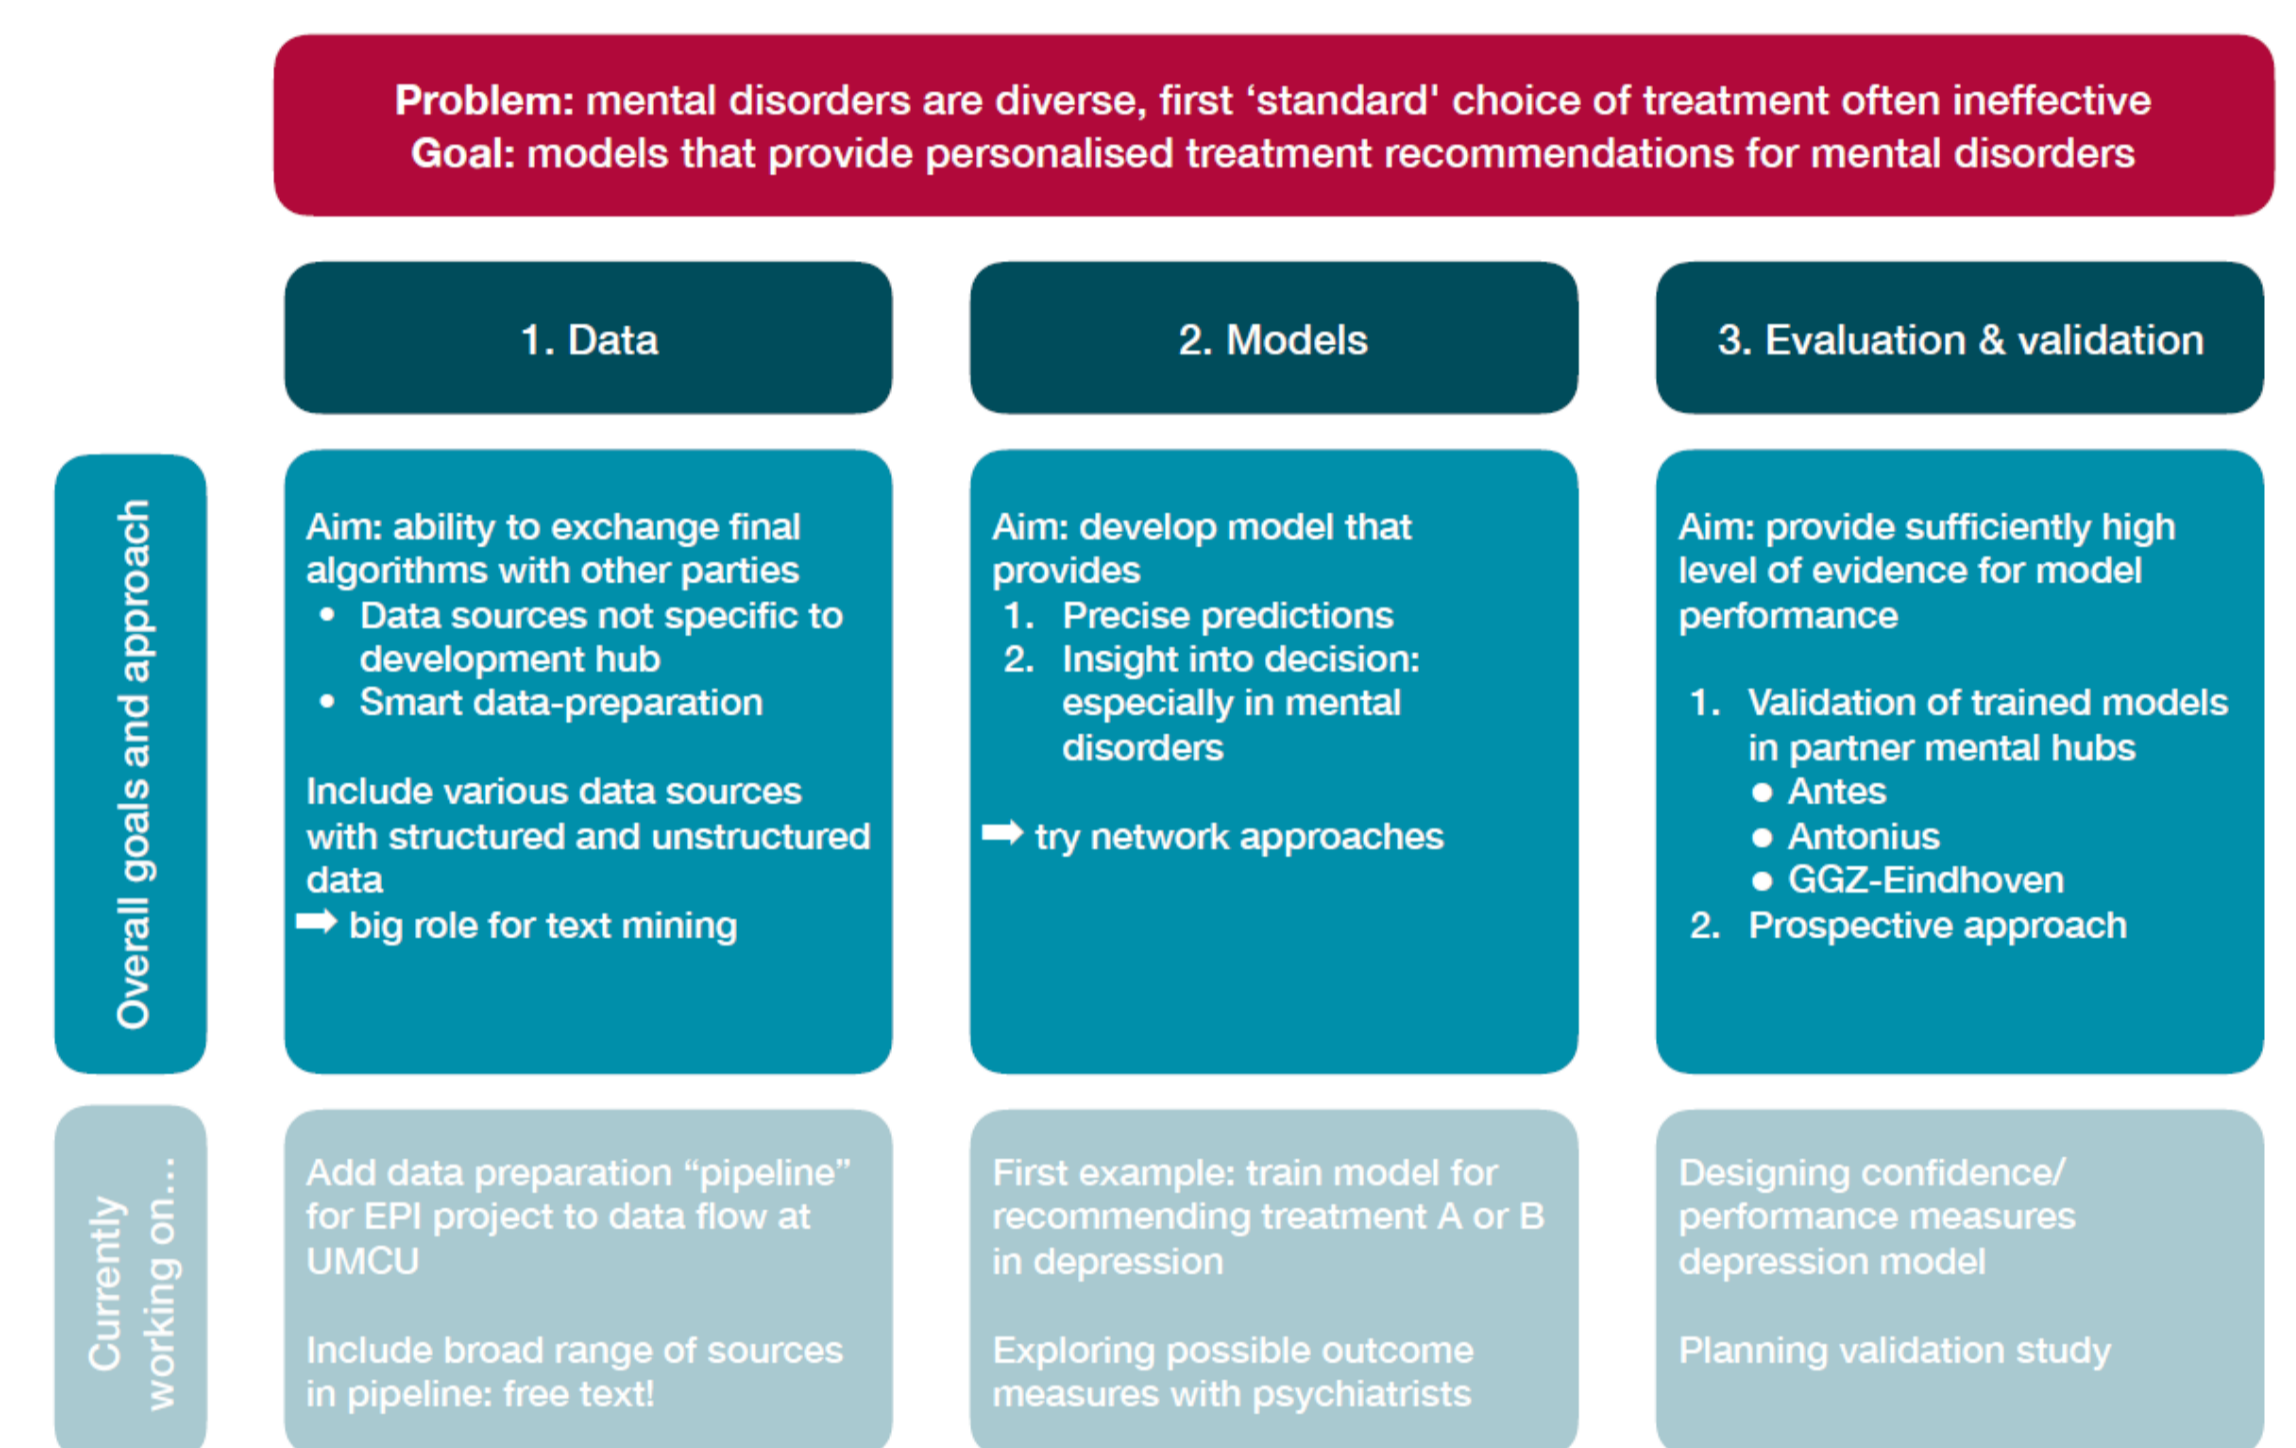 Problem: mental disorders are diverse, first ‘standard' choice of treatment often ineffective
Goal: models that provide personalised treatment recommendations for mental disorders
1. Data
2. Models
3. Evaluation & validation
Overall goals and approach
Aim: ability to exchange final
algorithms with other parties
• Data sources not specific to
development hub
• Smart data-preparation
Include various data sources
with structured and unstructured
data
➡ big role for text mining
Aim: develop model that
provides
1. Precise predictions
2. Insight into decision:
especially in mental
disorders
➡ try network approaches
Aim: provide sufficiently high
level of evidence for model
performance
1. Validation of trained models
in partner mental hubs
● Antes
● Antonius
● GGZ-Eindhoven
2. Prospective approach
Currently
working on...
Add data preparation “pipeline”
for EPI project to data flow at
UMCU
Include broad range of sources
in pipeline: free text!
First example: train model for
recommending treatment A or B
in depression
Exploring possible outcome
measures with psychiatrists
Designing confidence/
performance measures
depression model
Planning validation study